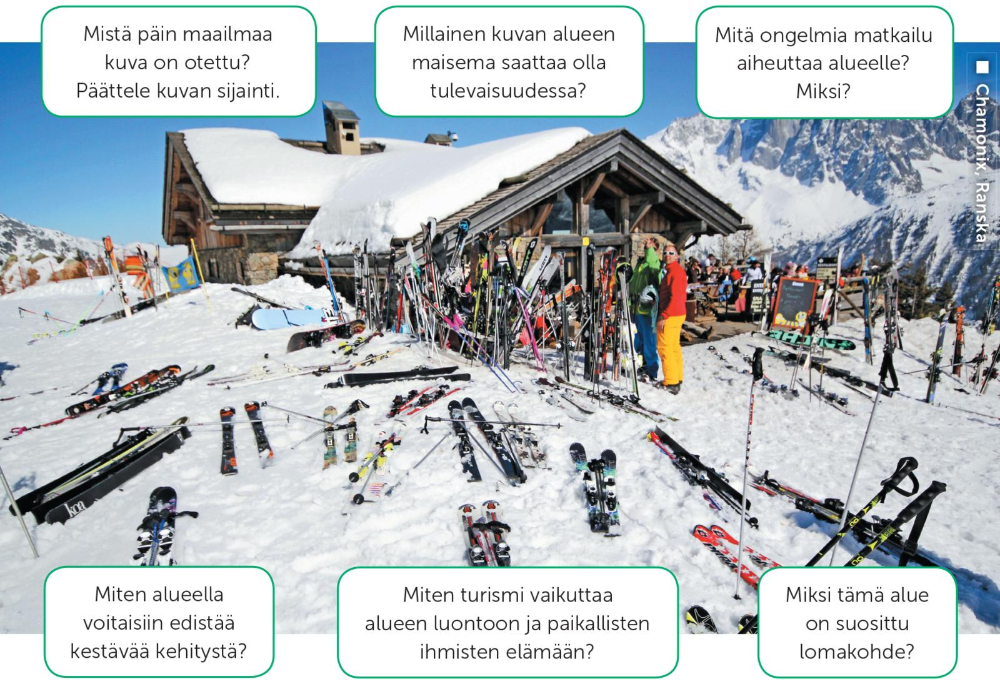 Mistä päin maailmaa
kuva on otettu?
Päättele kuvan sijainti.
Millainen kuvan alueen
maisema saattaa olla
tulevaisuudessa?
Mitä ongelmia matkailu
aiheuttaa alueelle?
Miksi?
Chamonix, Ranska
koa
Miten alueella
voitaisiin edistää
kestävää kehitystä?
Miten turismi vaikuttaa
alueen luontoon ja paikallisten
ihmisten elämään?
Miksi tämä alue
on suosittu
lomakohde?